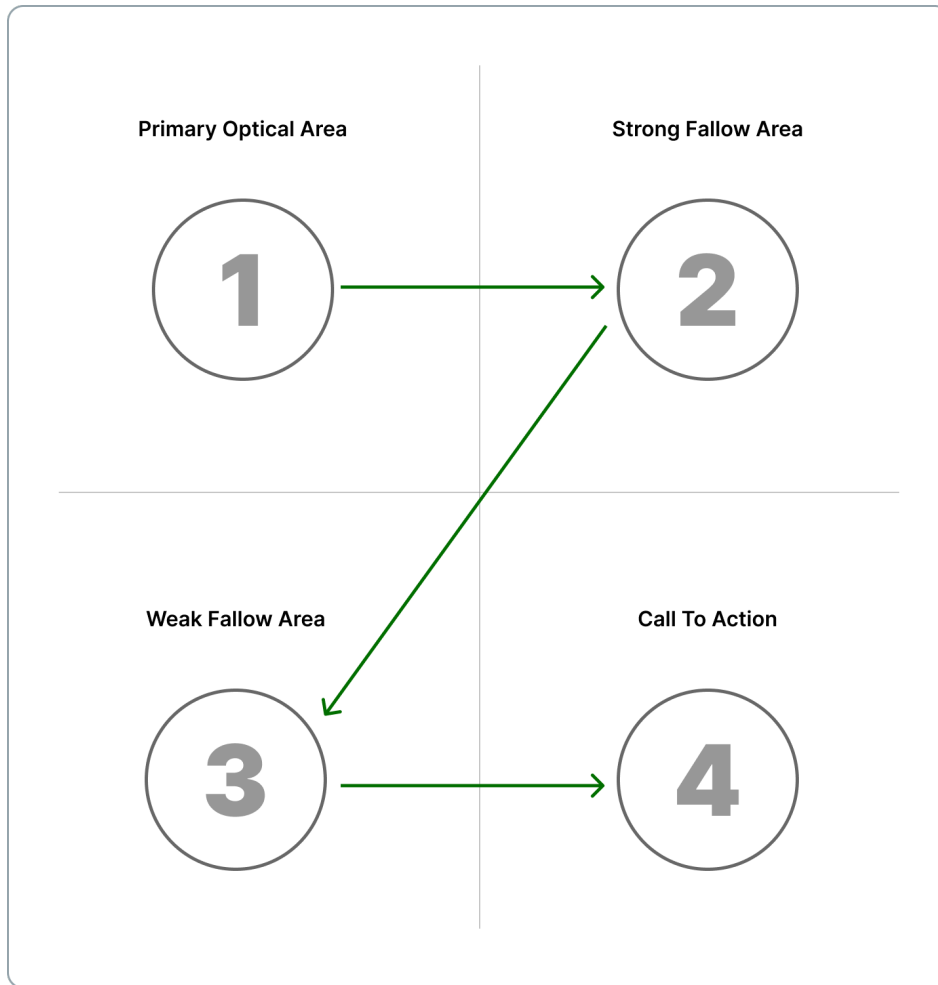 Primary Optical Area
Strong Fallow Area
1
2
Weak Fallow Area
Call To Action
3
4